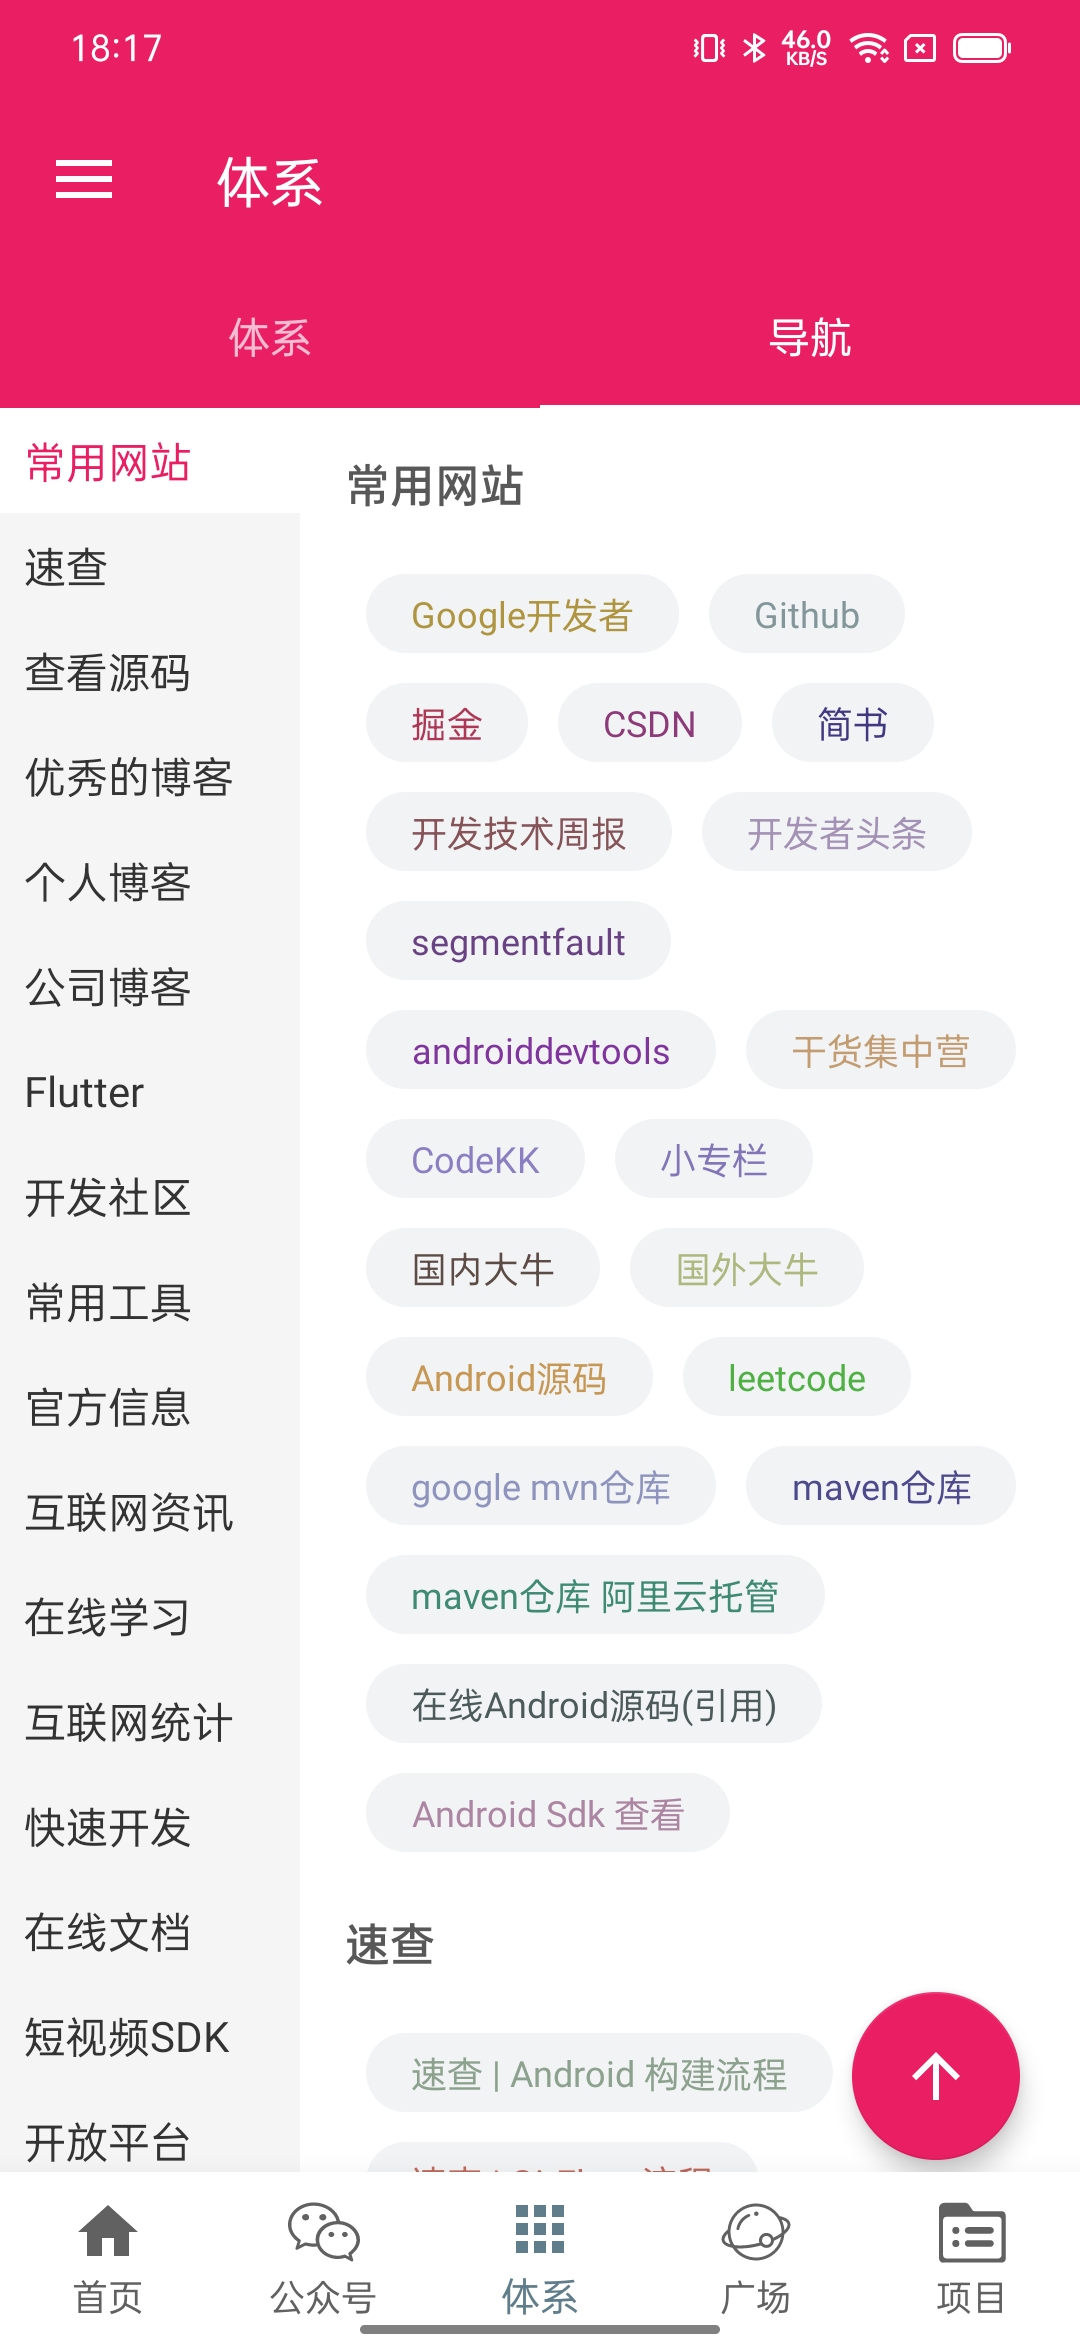 18:17
46.0
KB/S
体系
体系
导航
常用网站
速查
查看源码
优秀的博客
个人博客
公司博客
Flutter
开发社区
常用工具
官方信息
互联网资讯
在线学习
互联网统计
快速开发
在线文档
短视频SDK
开放平台
常用网站
Google开发者 Github
掘金 CSDN 简书
开发技术周报 开发者头条
segmentfault
androiddevtools 干货集中营
CodeKK 小专栏
国内大牛 国外大牛
Android源码 leetcode
google mvn仓库 maven仓库
maven仓库 阿里云托管
在线Android源码(引用)
Android Sdk 查看
速查
速查 | Android 构建流程
首页 公众号 体系 广场 项目